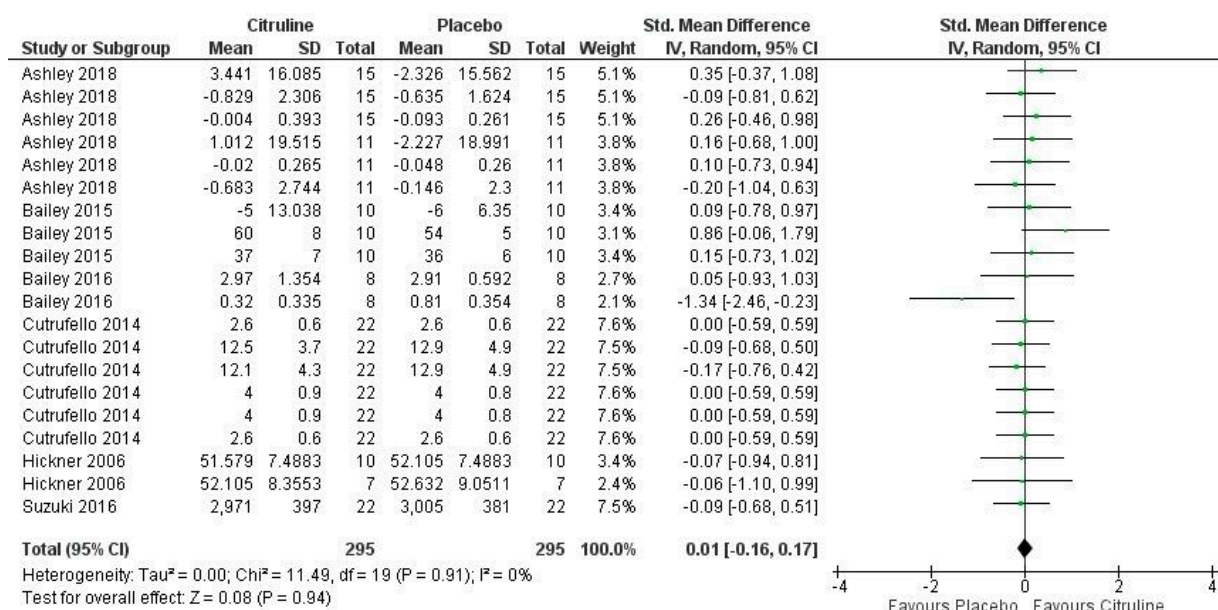 Citruline Placebo Std. Mean Difference Std. Mean Difference
Study or Subgroup Mean SD Total Mean SD Total Weight IV, Random, 95% CI IV, Random, 95% CI
Ashley 2018 3.441 16.085 15 -2.326 15.562 15 5.1% 0.35 [-0.37, 1.08]
Ashley 2018 -0.829 2.306 15 -0.635 1.624 15 5.1% -0.09 [-0.81, 0.62]
Ashley 2018 -0.004 0.393 15 -0.093 0.261 15 5.1% 0.26 [-0.46, 0.98]
Ashley 2018 1.012 19.515 11 -2.227 18.991 11 3.8% 0.16 [-0.68, 1.00]
Ashley 2018 -0.02 0.265 11 -0.048 0.26 11 3.8% 0.10 [-0.73, 0.94]
Ashley 2018 -0.683 2.744 11 -0.146 2.3 11 3.8% -0.20 [-1.04, 0.63]
Bailey 2015 -5 13.038 10 -6 6.35 10 3.4% 0.09 [-0.78, 0.97]
Bailey 2015 60 8 10 54 5 10 3.1% 0.86 [-0.06, 1.79]
Bailey 2015 37 7 10 36 6 10 3.4% 0.15 [-0.73, 1.02]
Bailey 2016 2.97 1.354 8 2.91 0.592 8 2.7% 0.05 [-0.93, 1.03]
Bailey 2016 0.32 0.335 8 0.81 0.354 8 2.1% -1.34 [-2.46, -0.23]
Cutrufello 2014 2.6 0.6 22 2.6 0.6 22 7.6% 0.00 [-0.59, 0.59]
Cutrufello 2014 12.5 3.7 22 12.9 4.9 22 7.5% -0.09 [-0.68, 0.50]
Cutrufello 2014 12.1 4.3 22 12.9 4.9 22 7.5% -0.17 [-0.76, 0.42]
Cutrufello 2014 4 0.9 22 4 0.8 22 7.6% 0.00 [-0.59, 0.59]
Cutrufello 2014 4 0.9 22 4 0.8 22 7.6% 0.00 [-0.59, 0.59]
Cutrufello 2014 2.6 0.6 22 2.6 0.6 22 7.6% 0.00 [-0.59, 0.59]
Hickner 2006 51.579 7.4883 10 52.105 7.4883 10 3.4% -0.07 [-0.94, 0.81]
Hickner 2006 52.105 8.3553 7 52.632 9.0511 7 2.4% -0.06 [-1.10, 0.99]
Suzuki 2016 2,971 397 22 3,005 381 22 7.5% -0.09 [-0.68, 0.51]
Total (95% CI) 295 295 100.0% 0.01 [-0.16, 0.17]
Heterogeneity: Tau² = 0.00; Chi² = 11.49, df = 19 (P = 0.91); I² = 0%
Test for overall effect: Z = 0.08 (P = 0.94)
-4 -2 0 2 4
Favours Placebo Favours Citruline